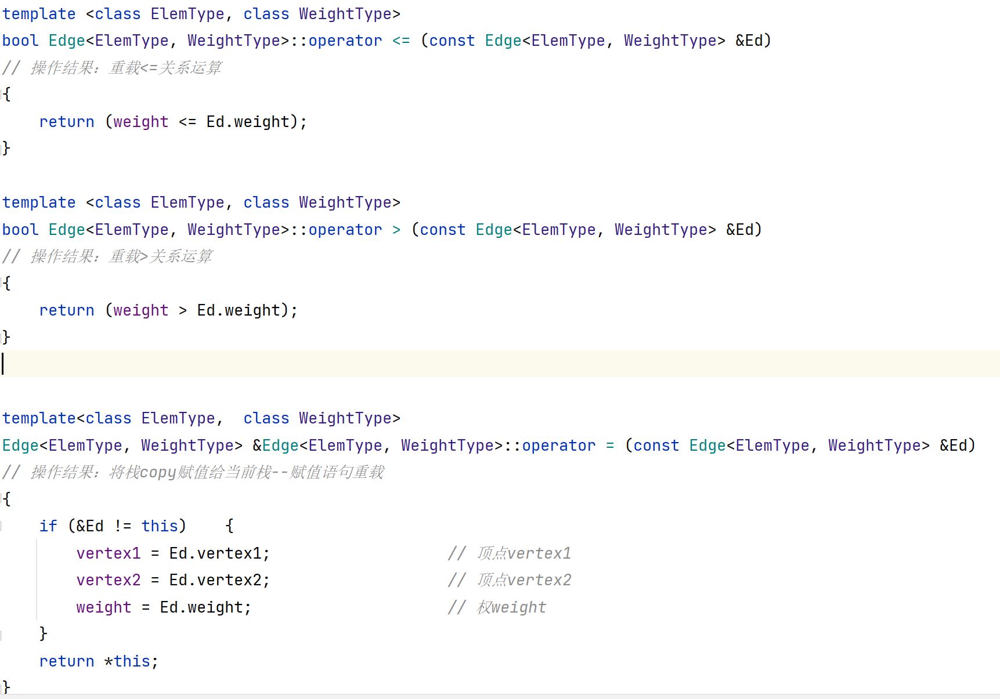 template <class ElemType, class WeightType>
bool Edge<ElemType, WeightType>::operator <= (const Edge<ElemType, WeightType> &Ed)
// 操作结果：重载<=关系运算
{
    return (weight <= Ed.weight);
}
template <class ElemType, class WeightType>
bool Edge<ElemType, WeightType>::operator > (const Edge<ElemType, WeightType> &Ed)
// 操作结果：重载>关系运算
{
    return (weight > Ed.weight);
}
template<class ElemType,  class WeightType>
Edge<ElemType, WeightType> &Edge<ElemType, WeightType>::operator = (const Edge<ElemType, WeightType> &Ed)
// 操作结果：将栈copy赋值给当前栈--赋值语句重载
{
    if (&Ed != this)    {
        vertex1 = Ed.vertex1;                   // 顶点vertex1
        vertex2 = Ed.vertex2;                   // 顶点vertex2
        weight = Ed.weight;                     // 权weight
    }
    return *this;
}